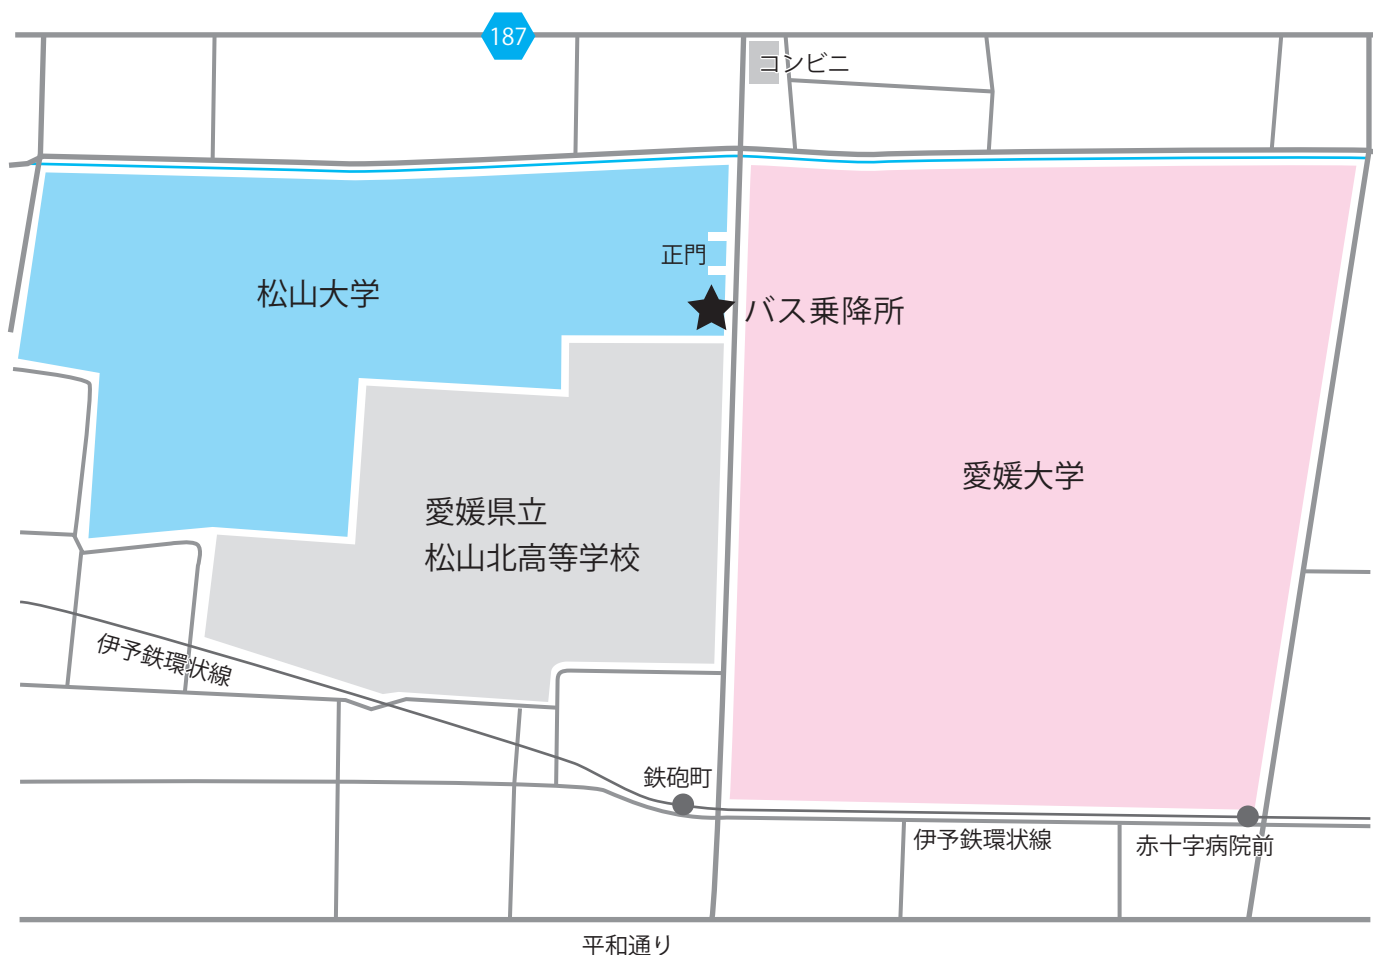 187
コンビニ
正門
松山大学
バス乗降所
愛媛大学
愛媛県立
松山北高等学校
伊予鉄環状線
鉄砲町
伊予鉄環状線
赤十字病院前
平和通り